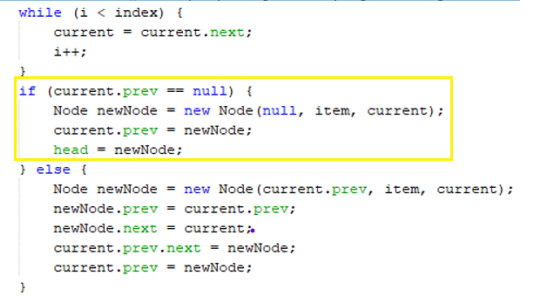 while (i < index) {
    current = current.next;
    i++;
}
if (current.prev == null) {
    Node newNode = new Node(null, item, current);
    current.prev = newNode;
    head = newNode;
} else {
    Node newNode = new Node(current.prev, item, current);
    newNode.prev = current.prev;
    newNode.next = current;
    current.prev.next = newNode;
    current.prev = newNode;
}